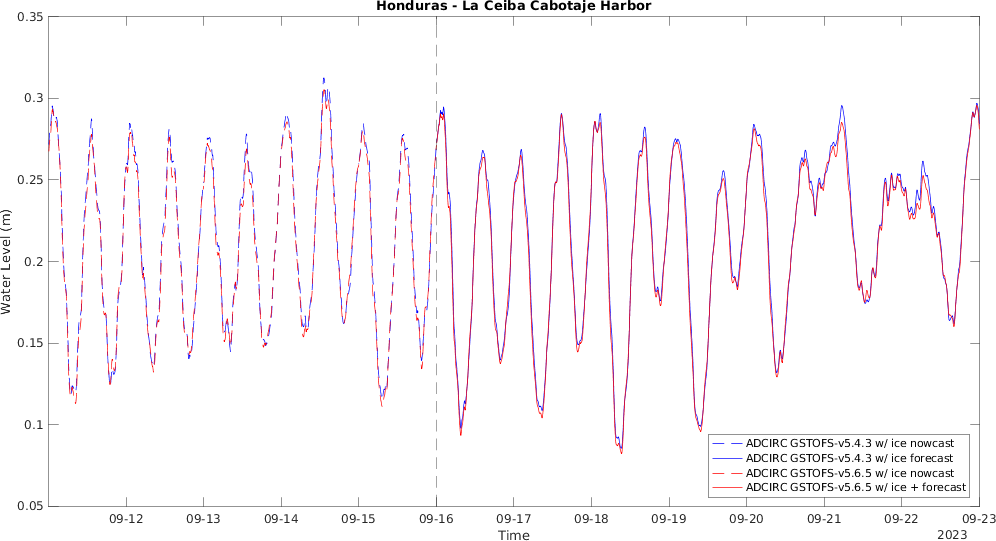 Honduras - La Ceiba Cabotaje Harbor
0.35
0.3
0.25
0.2
0.15
0.1
0.05
Water Level (m)
ADCIRC GSTOFS-v5.4.3 w/ ice nowcast
ADCIRC GSTOFS-v5.4.3 w/ ice forecast
ADCIRC GSTOFS-v5.6.5 w/ ice nowcast
ADCIRC GSTOFS-v5.6.5 w/ ice + forecast
09-12 09-13 09-14 09-15 09-16 09-17 09-18 09-19 09-20 09-21 09-22 09-23
Time
2023